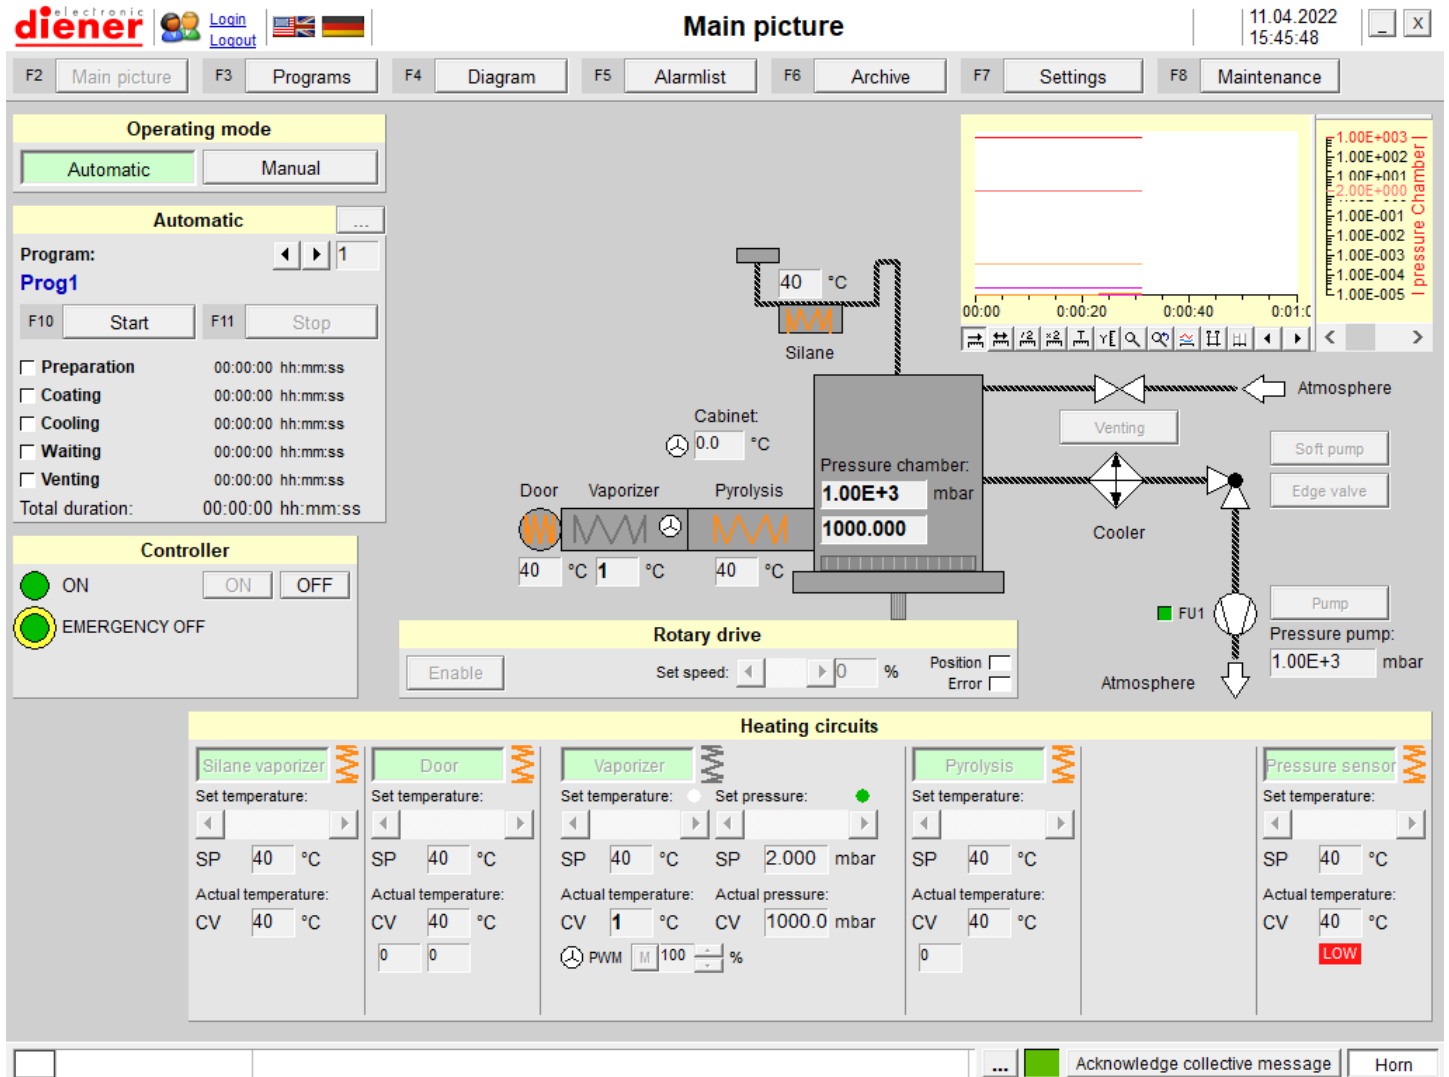 electronic
diener
Login
Logout
Main picture
11.04.2022
15:45:48
_ X
F2 Main picture F3 Programs F4 Diagram F5 Alarmlist F6 Archive F7 Settings F8 Maintenance
Operating mode
Automatic Manual
Automatic ...
Program: 1
Prog1
F10 Start F11 Stop
Preparation 00:00:00 hh:mm:ss
Coating 00:00:00 hh:mm:ss
Cooling 00:00:00 hh:mm:ss
Waiting 00:00:00 hh:mm:ss
Venting 00:00:00 hh:mm:ss
Total duration: 00:00:00 hh:mm:ss
Controller
ON ON OFF
EMERGENCY OFF
40 °C
Silane
Cabinet:
0.0 °C
Door Vaporizer Pyrolysis
40 °C 1 °C 40 °C
Pressure chamber:
1.00E+3 mbar
1000.000
1.00E+003
1.00E+002
1.00E+001
2.00E+000
1.00E-001
1.00E-002
1.00E-003
1.00E-004
1.00E-005
pressure Chamber
00:00 0:00:20 0:00:40 0:01:0
Atmosphere
Venting
Soft pump
Edge valve
Cooler
FU1
Pump
Pressure pump:
1.00E+3 mbar
Atmosphere
Rotary drive
Enable Set speed: 0 % Position
Error
Heating circuits
Silane vaporizer Door Vaporizer Pyrolysis Pressure sensor
Set temperature: Set temperature: Set temperature: Set pressure: Set temperature: Set temperature:
SP 40 °C SP 40 °C SP 40 °C SP 2.000 mbar SP 40 °C SP 40 °C
Actual temperature: Actual temperature: Actual temperature: Actual pressure: Actual temperature: Actual temperature:
CV 40 °C CV 40 °C CV 1 °C CV 1000.0 mbar CV 40 °C CV 40 °C
0 0 PWM M 100 % 0 LOW
... Acknowledge collective message Horn